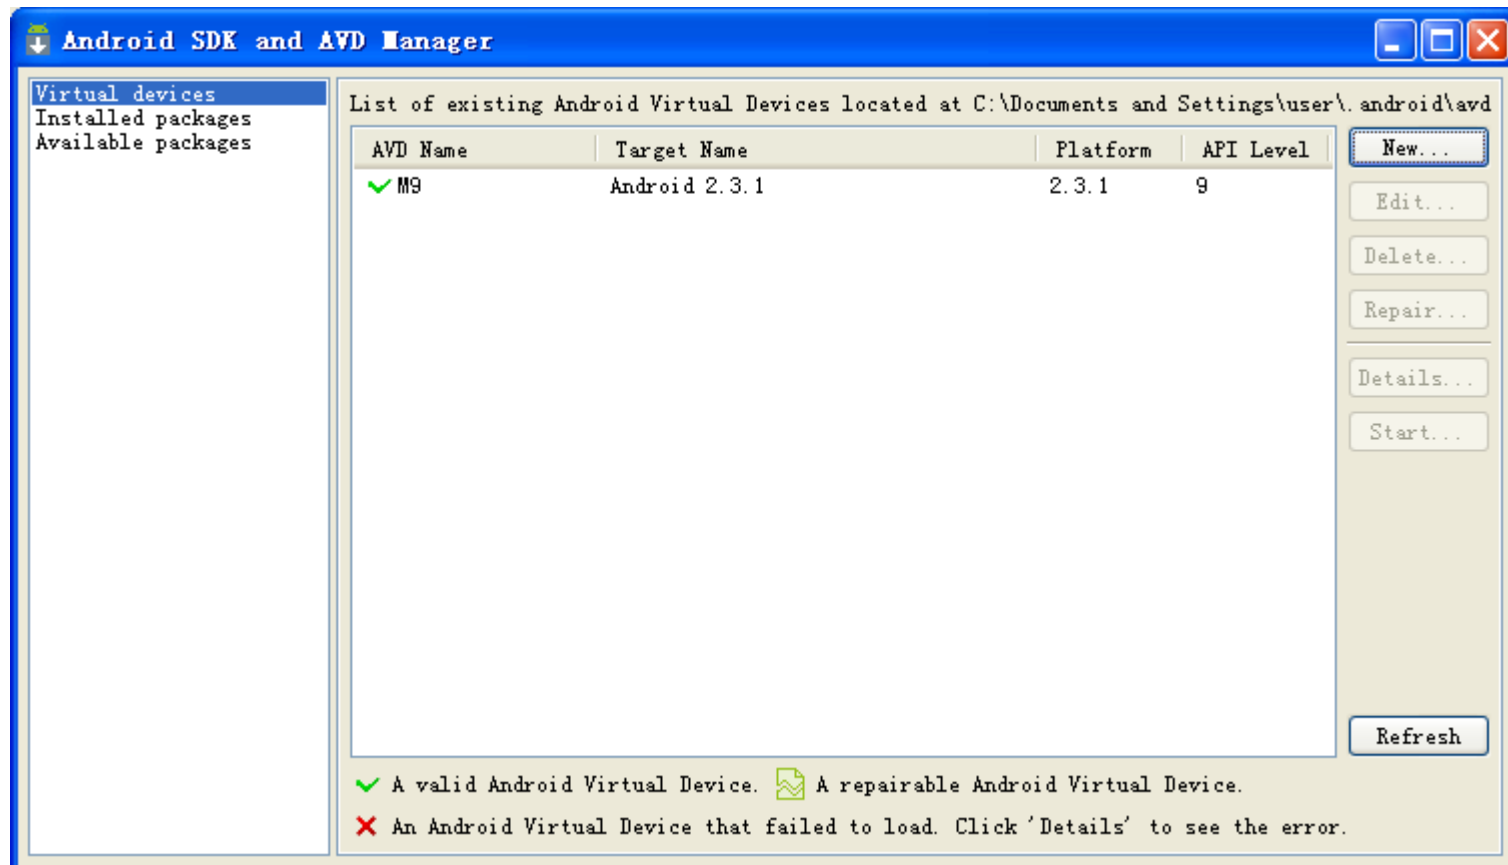 Android SDK and AVD Manager
Virtual devices
Installed packages
Available packages
List of existing Android Virtual Devices located at C:\Documents and Settings\user\.android\avd
AVD Name Target Name Platform API Level
M9 Android 2.3.1 2.3.1 9
New...
Edit...
Delete...
Repair...
Details...
Start...
Refresh
A valid Android Virtual Device. A repairable Android Virtual Device.
An Android Virtual Device that failed to load. Click 'Details' to see the error.